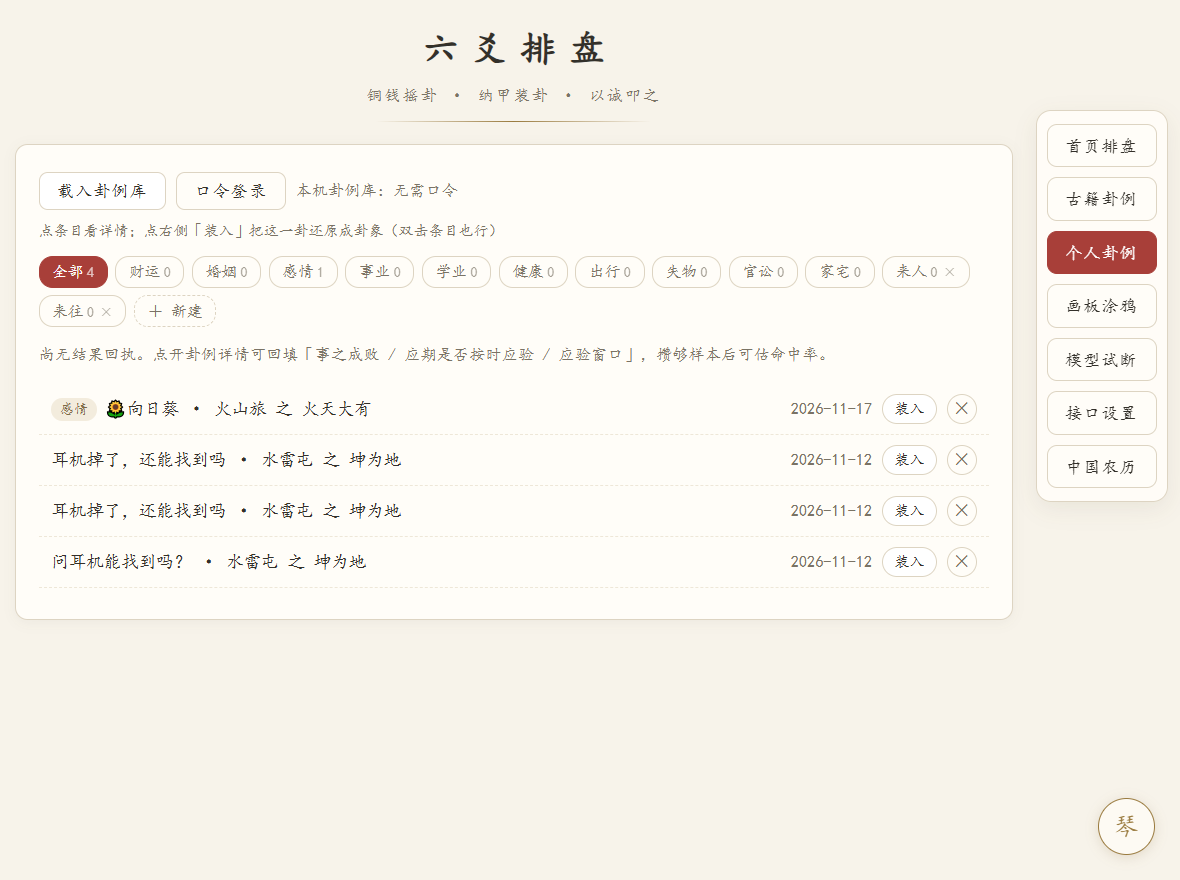 六爻排盘
铜钱摇卦 • 纳甲装卦 • 以诚叩之
载入卦例库 口令登录 本机卦例库：无需口令
点条目看详情；点右侧「装入」把这一卦还原成卦象（双击条目也行）
全部 4 财运 0 婚姻 0 感情 1 事业 0 学业 0 健康 0 出行 0 失物 0 官讼 0 家宅 0 来人 0 ×
来往 0 × ＋ 新建
尚无结果回执。点开卦例详情可回填「事之成败 / 应期是否按时应验 / 应验窗口」，攒够样本后可估命中率。
感情 🌻向日葵 • 火山旅 之 火天大有 2026-11-17 装入 ×
耳机掉了，还能找到吗 • 水雷屯 之 坤为地 2026-11-12 装入 ×
耳机掉了，还能找到吗 • 水雷屯 之 坤为地 2026-11-12 装入 ×
问耳机能找到吗？ • 水雷屯 之 坤为地 2026-11-12 装入 ×
首页排盘
古籍卦例
个人卦例
画板涂鸦
模型试断
接口设置
中国农历
琴